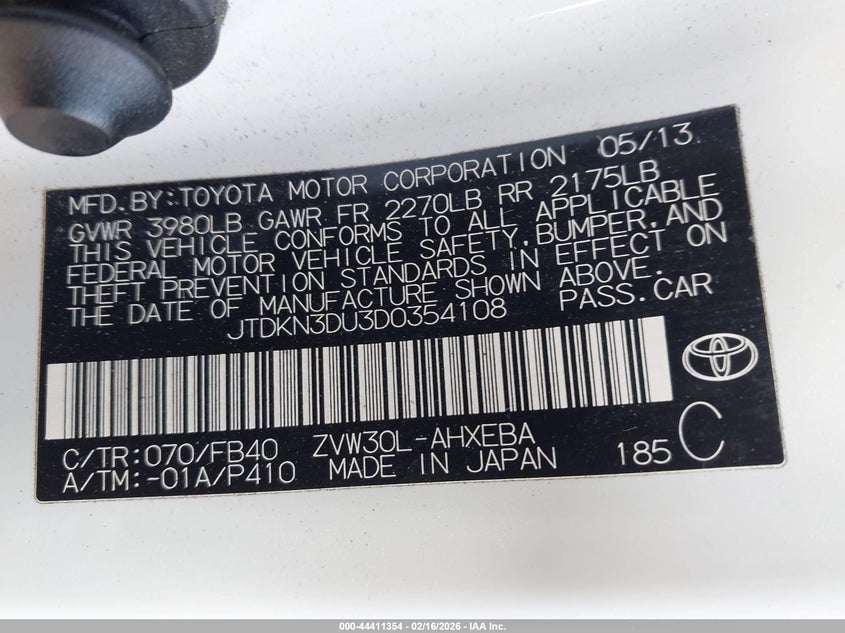 MFD. BY: TOYOTA MOTOR CORPORATION 05/13
GVWR 3980LB GAWR FR 2270LB RR 2175LB
THIS VEHICLE CONFORMS TO ALL APPLICABLE
FEDERAL MOTOR VEHICLE SAFETY, BUMPER, AND
THEFT PREVENTION STANDARDS IN EFFECT ON
THE DATE OF MANUFACTURE SHOWN ABOVE.
JTDKN3DU3D0354108 PASS. CAR
C/TR: 070/FB40 ZVW30L-AHXEBA
A/TM: -01A/P410 MADE IN JAPAN 185 C
000-44411354 - 02/16/2026 - IAA Inc.